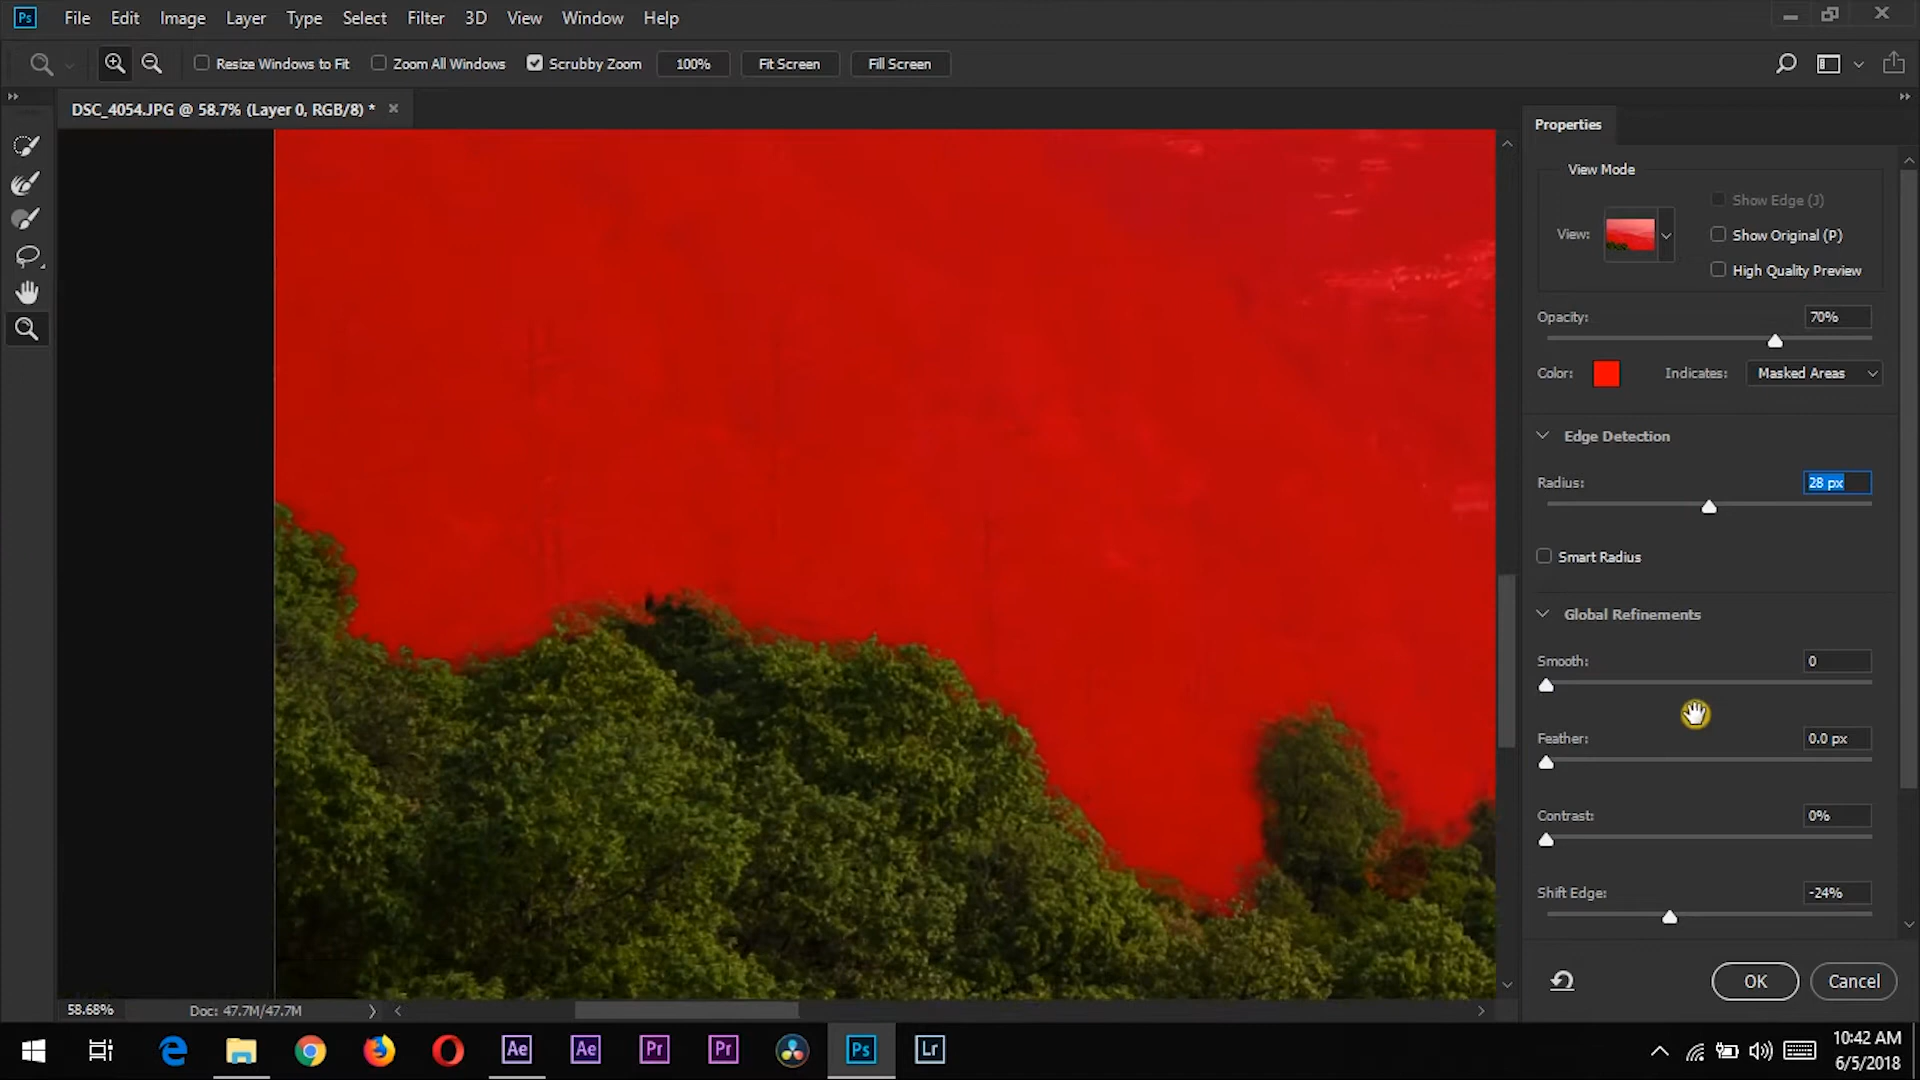 Ps File Edit Image Layer Type Select Filter 3D View Window Help
Resize Windows to Fit Zoom All Windows Scrubby Zoom 100% Fit Screen Fill Screen
DSC_4054.JPG @ 58.7% (Layer 0, RGB/8) *
Properties
View Mode
Show Edge (J)
View: Show Original (P)
High Quality Preview
Opacity: 70%
Color: Indicates: Masked Areas
Edge Detection
Radius: 28 px
Smart Radius
Global Refinements
Smooth: 0
Feather: 0.0 px
Contrast: 0%
Shift Edge: -24%
OK Cancel
58.68% Doc: 47.7M/47.7M
Ae Ae Pr Pr Ps Lr
10:42 AM
6/5/2018